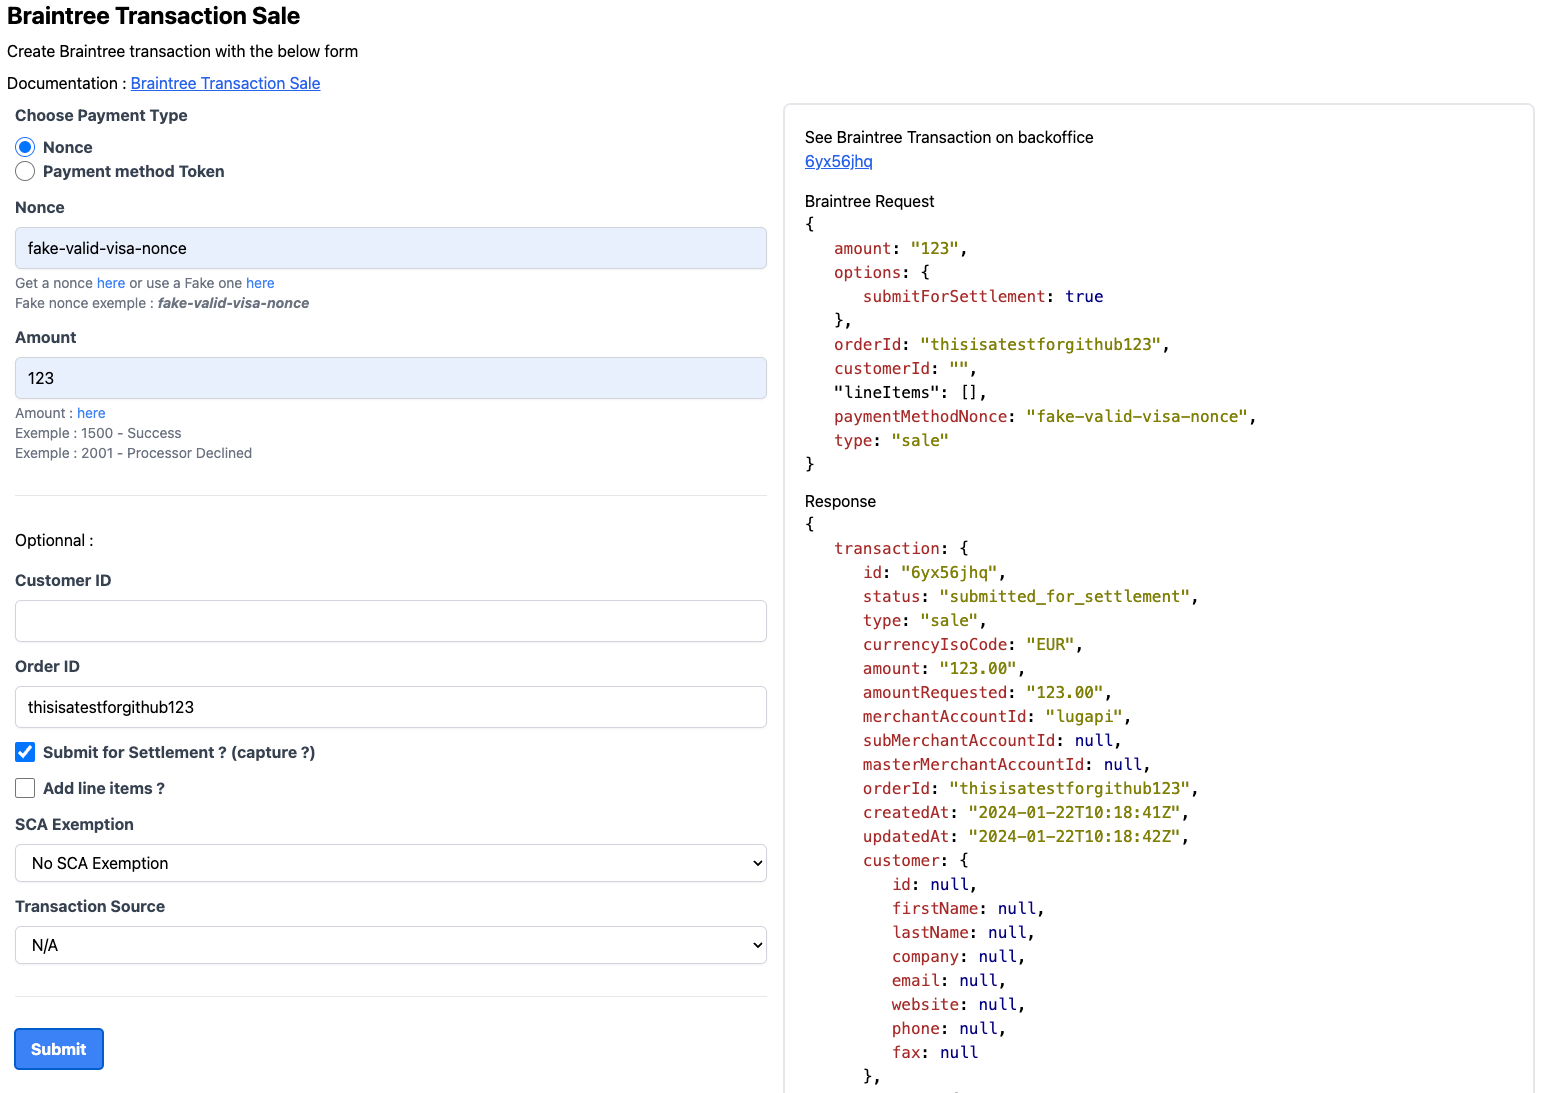 Braintree Transaction Sale
Create Braintree transaction with the below form
Documentation : Braintree Transaction Sale
Choose Payment Type
Nonce
Payment method Token
Nonce
fake-valid-visa-nonce
Get a nonce here or use a Fake one here
Fake nonce exemple : fake-valid-visa-nonce
Amount
123
Amount : here
Exemple : 1500 - Success
Exemple : 2001 - Processor Declined
Optionnal :
Customer ID
Order ID
thisisatestforgithub123
Submit for Settlement ? (capture ?)
Add line items ?
SCA Exemption
No SCA Exemption
Transaction Source
N/A
Submit
See Braintree Transaction on backoffice
6yx56jhq
Braintree Request
{
amount: "123",
options: {
submitForSettlement: true
},
orderId: "thisisatestforgithub123",
customerId: "",
"lineItems": [],
paymentMethodNonce: "fake-valid-visa-nonce",
type: "sale"
}
Response
{
transaction: {
id: "6yx56jhq",
status: "submitted_for_settlement",
type: "sale",
currencyIsoCode: "EUR",
amount: "123.00",
amountRequested: "123.00",
merchantAccountId: "lugapi",
subMerchantAccountId: null,
masterMerchantAccountId: null,
orderId: "thisisatestforgithub123",
createdAt: "2024-01-22T10:18:41Z",
updatedAt: "2024-01-22T10:18:42Z",
customer: {
id: null,
firstName: null,
lastName: null,
company: null,
email: null,
website: null,
phone: null,
fax: null
},